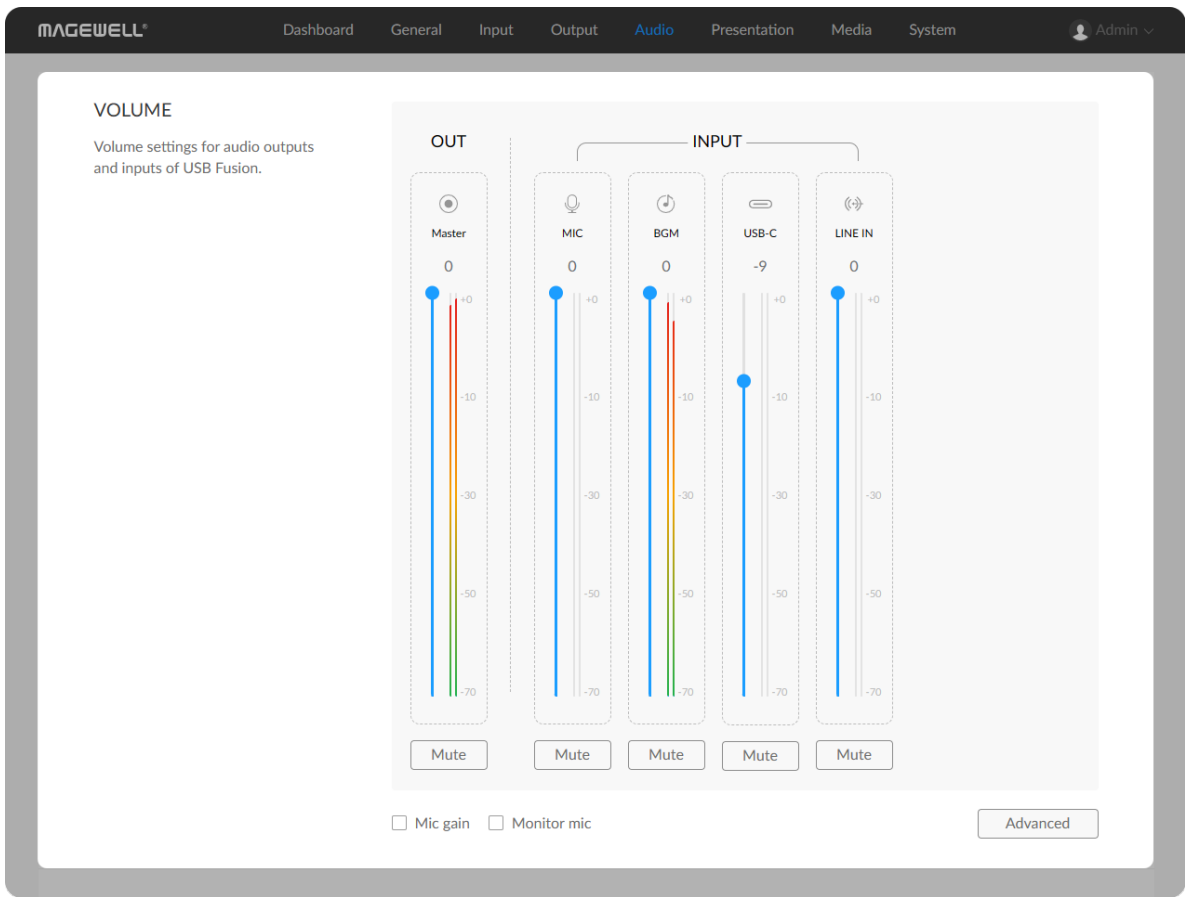 MAGEWELL®
Dashboard General Input Output Audio Presentation Media System Admin
VOLUME
Volume settings for audio outputs
and inputs of USB Fusion.
OUT INPUT
Master MIC BGM USB-C LINE IN
0 0 0 -9 0
+0 +0 +0 +0 +0
-10 -10 -10 -10 -10
-30 -30 -30 -30 -30
-50 -50 -50 -50 -50
-70 -70 -70 -70 -70
Mute Mute Mute Mute Mute
Mic gain Monitor mic Advanced